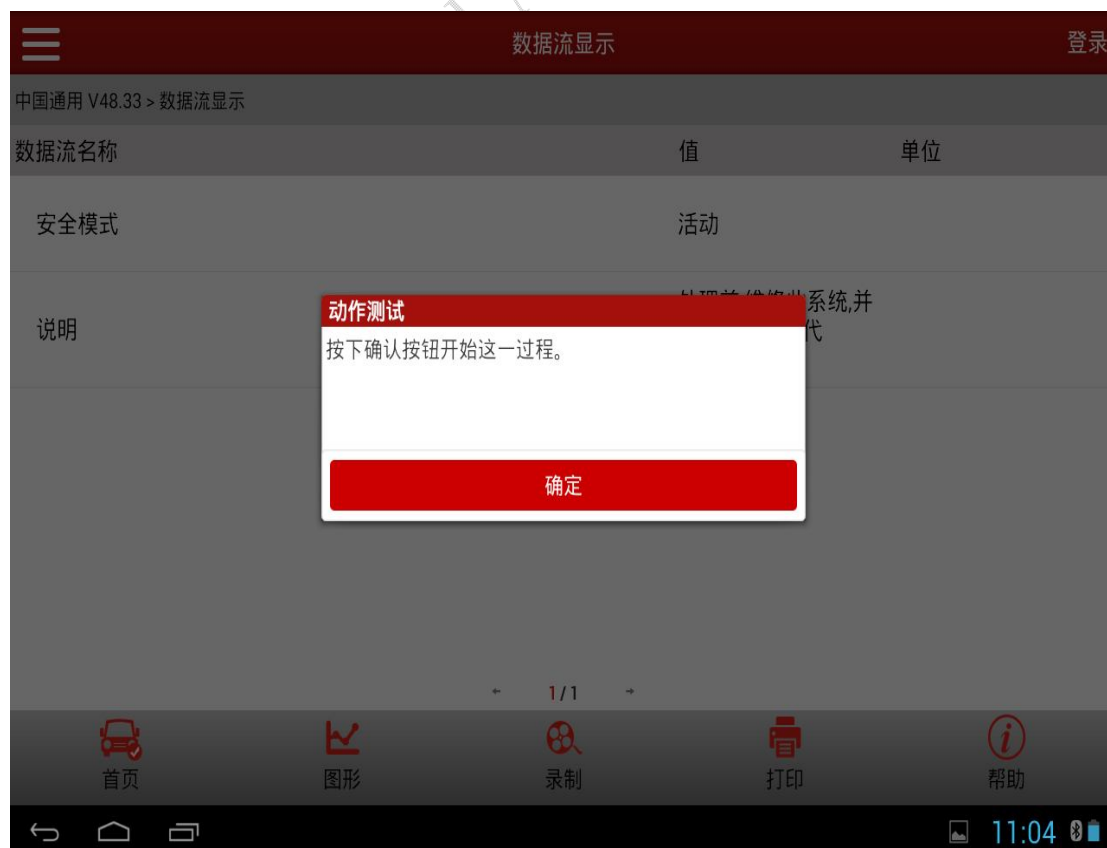 数据流显示
登录
中国通用 V48.33 > 数据流显示
数据流名称 值 单位
安全模式 活动
系统,并
说明 代
动作测试
按下确认按钮开始这一过程。
确定
1 / 1
首页 图形 录制 打印 帮助
11:04